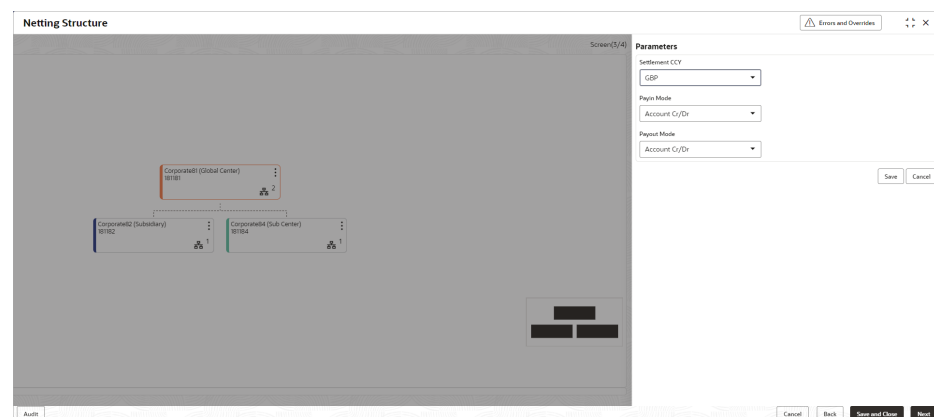 Netting Structure
Errors and Overrides
Screen(3/4)
Parameters
Settlement CCY
GBP
Payin Mode
Account Cr/Dr
Payout Mode
Account Cr/Dr
Save Cancel
Corporate81 (Global Center)
181181
2
Corporate82 (Subsidiary)
181182
1
Corporate84 (Sub Center)
181184
1
Audit
Cancel Back Save and Close Next